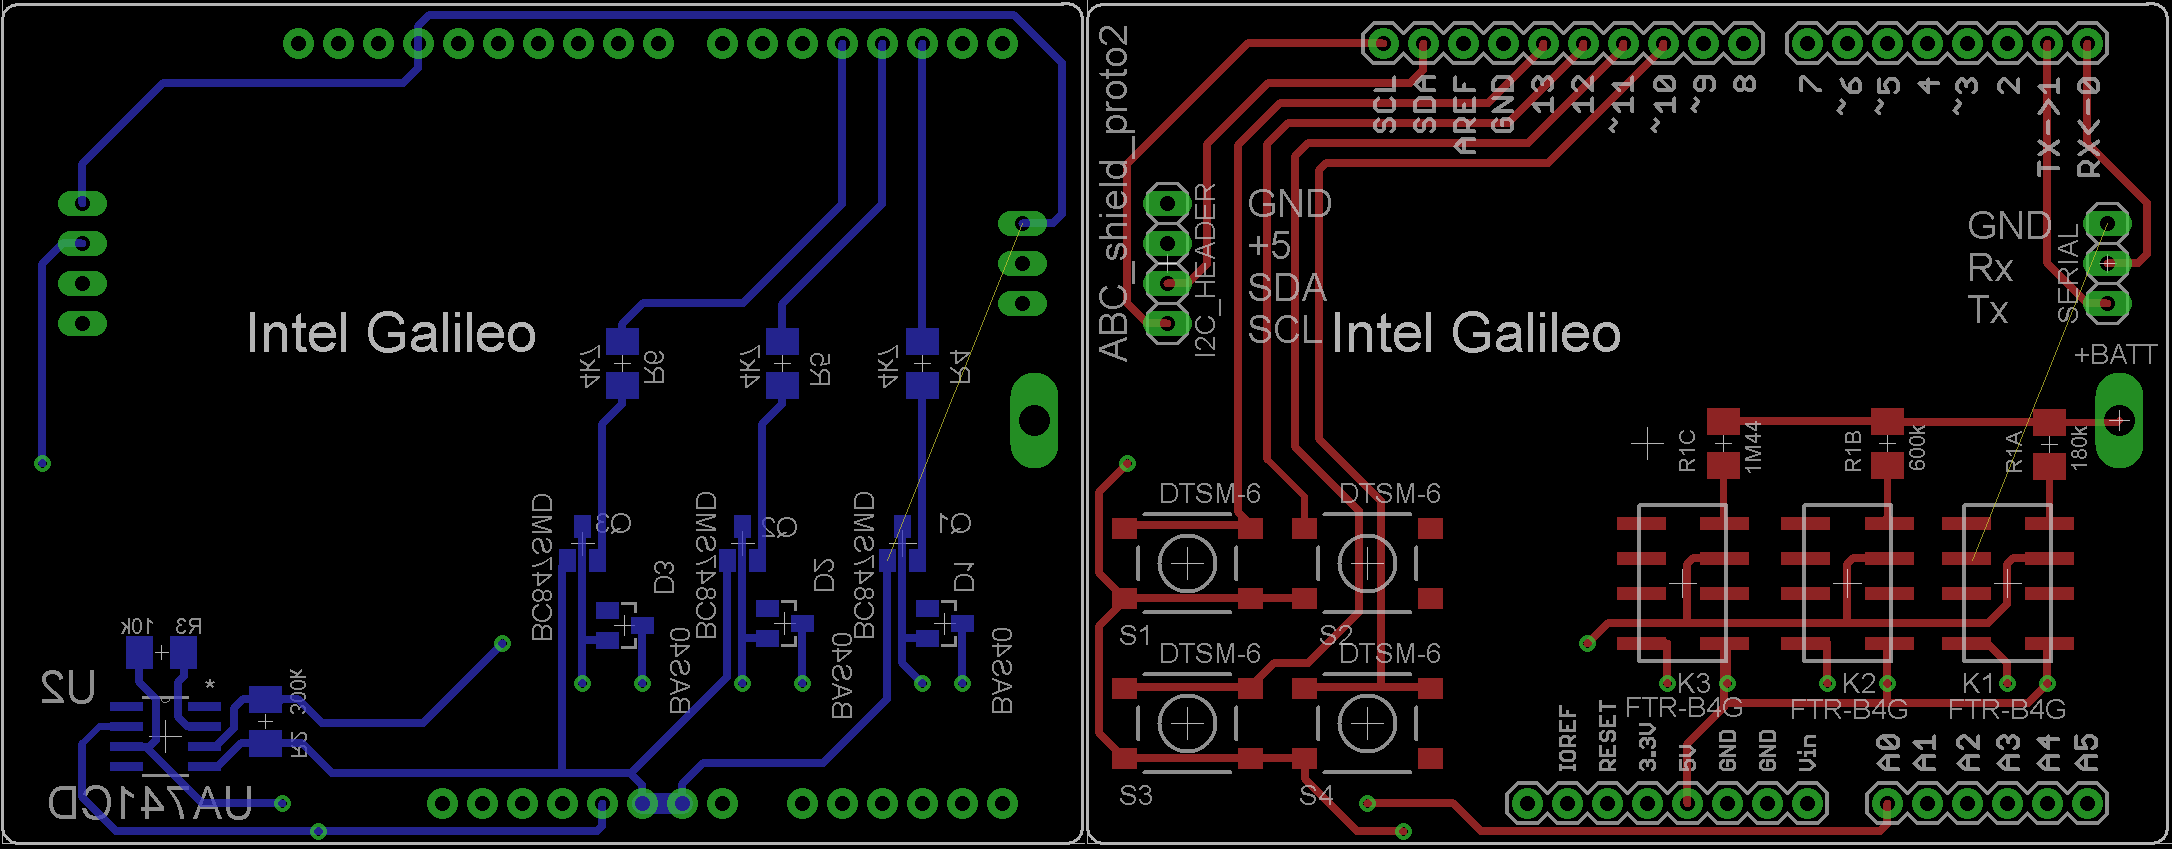 Intel Galileo
4k7
R6
4k7
R5
4k7
R4
BC847SMD
Q3
BC847SMD
Q2
BC847SMD
Q1
D3
BAS40
D2
BAS40
D1
BAS40
10k
R3
U2
*
300k
R2
UA741CD
ABC_shield_proto2
SCL
SDA
AREF
GND
13
12
~11
~10
~9
8
7
~6
~5
4
~3
2
TX->1
RX<-0
I2C_HEADER
GND
+5
SDA
SCL
Intel Galileo
GND
Rx
Tx
SERIAL
+BATT
R1C
1M44
R1B
600k
R1A
180k
DTSM-6
DTSM-6
S1
S2
DTSM-6
DTSM-6
S3
S4
K3
FTR-B4G
K2
FTR-B4G
K1
FTR-B4G
IOREF
RESET
3.3V
5V
GND
GND
Vin
A0
A1
A2
A3
A4
A5